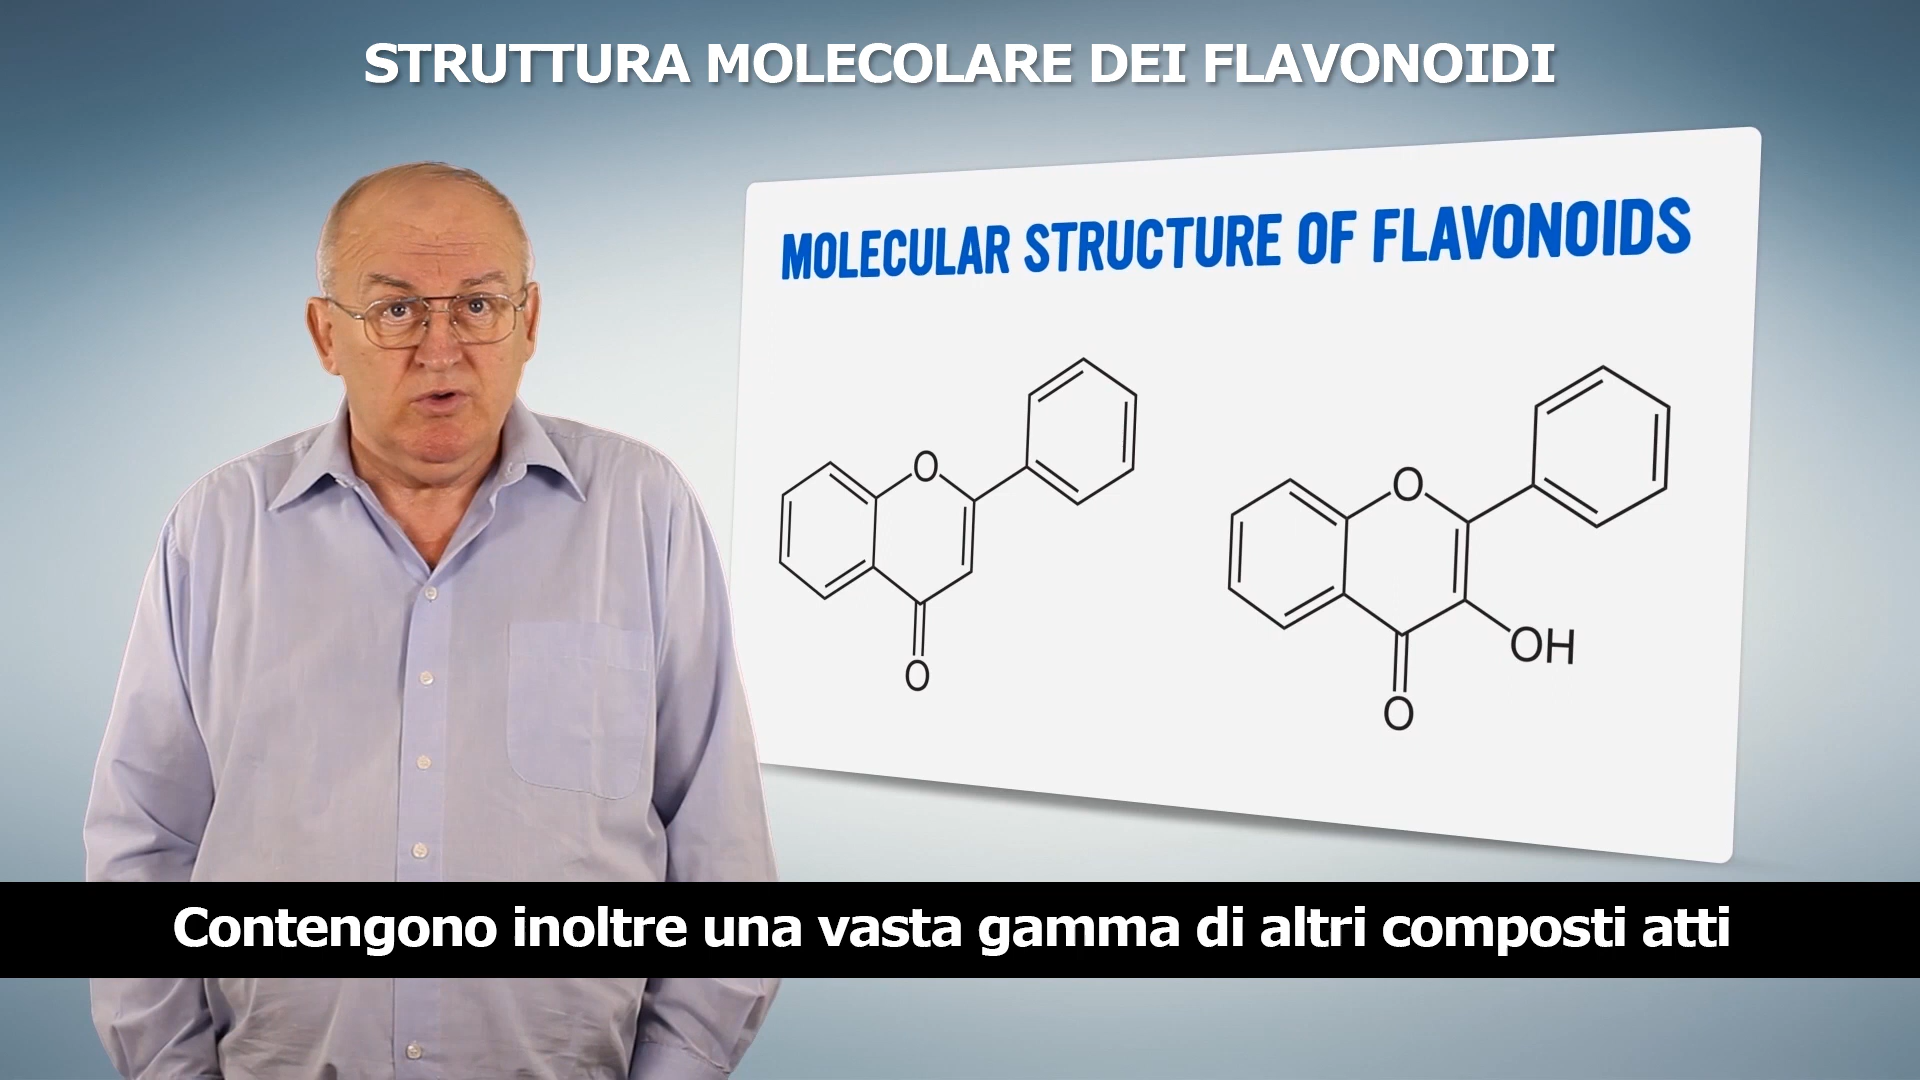 STRUTTURA MOLECOLARE DEI FLAVONOIDI
MOLECULAR STRUCTURE OF FLAVONOIDS
O
O
O
OH
O
Contengono inoltre una vasta gamma di altri composti atti